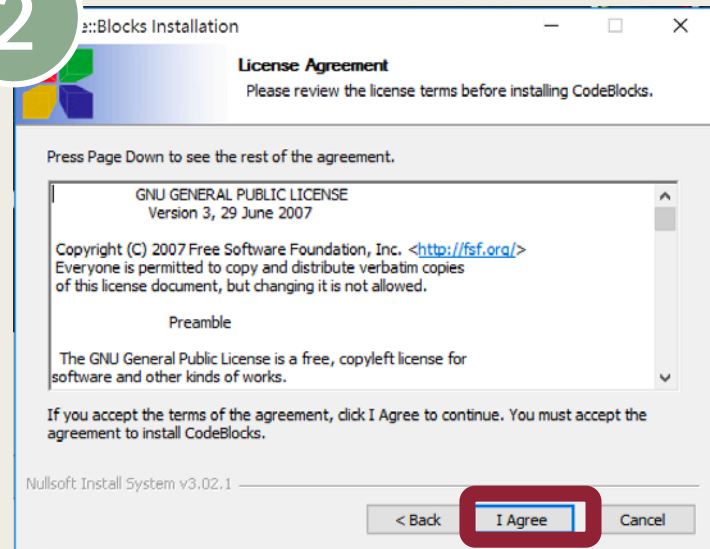 2
e::Blocks Installation
License Agreement
Please review the license terms before installing CodeBlocks.
Press Page Down to see the rest of the agreement.
GNU GENERAL PUBLIC LICENSE
Version 3, 29 June 2007
Copyright (C) 2007 Free Software Foundation, Inc. <http://fsf.org/>
Everyone is permitted to copy and distribute verbatim copies
of this license document, but changing it is not allowed.
Preamble
The GNU General Public License is a free, copyleft license for
software and other kinds of works.
If you accept the terms of the agreement, click I Agree to continue. You must accept the
agreement to install CodeBlocks.
Nullsoft Install System v3.02.1
< Back I Agree Cancel